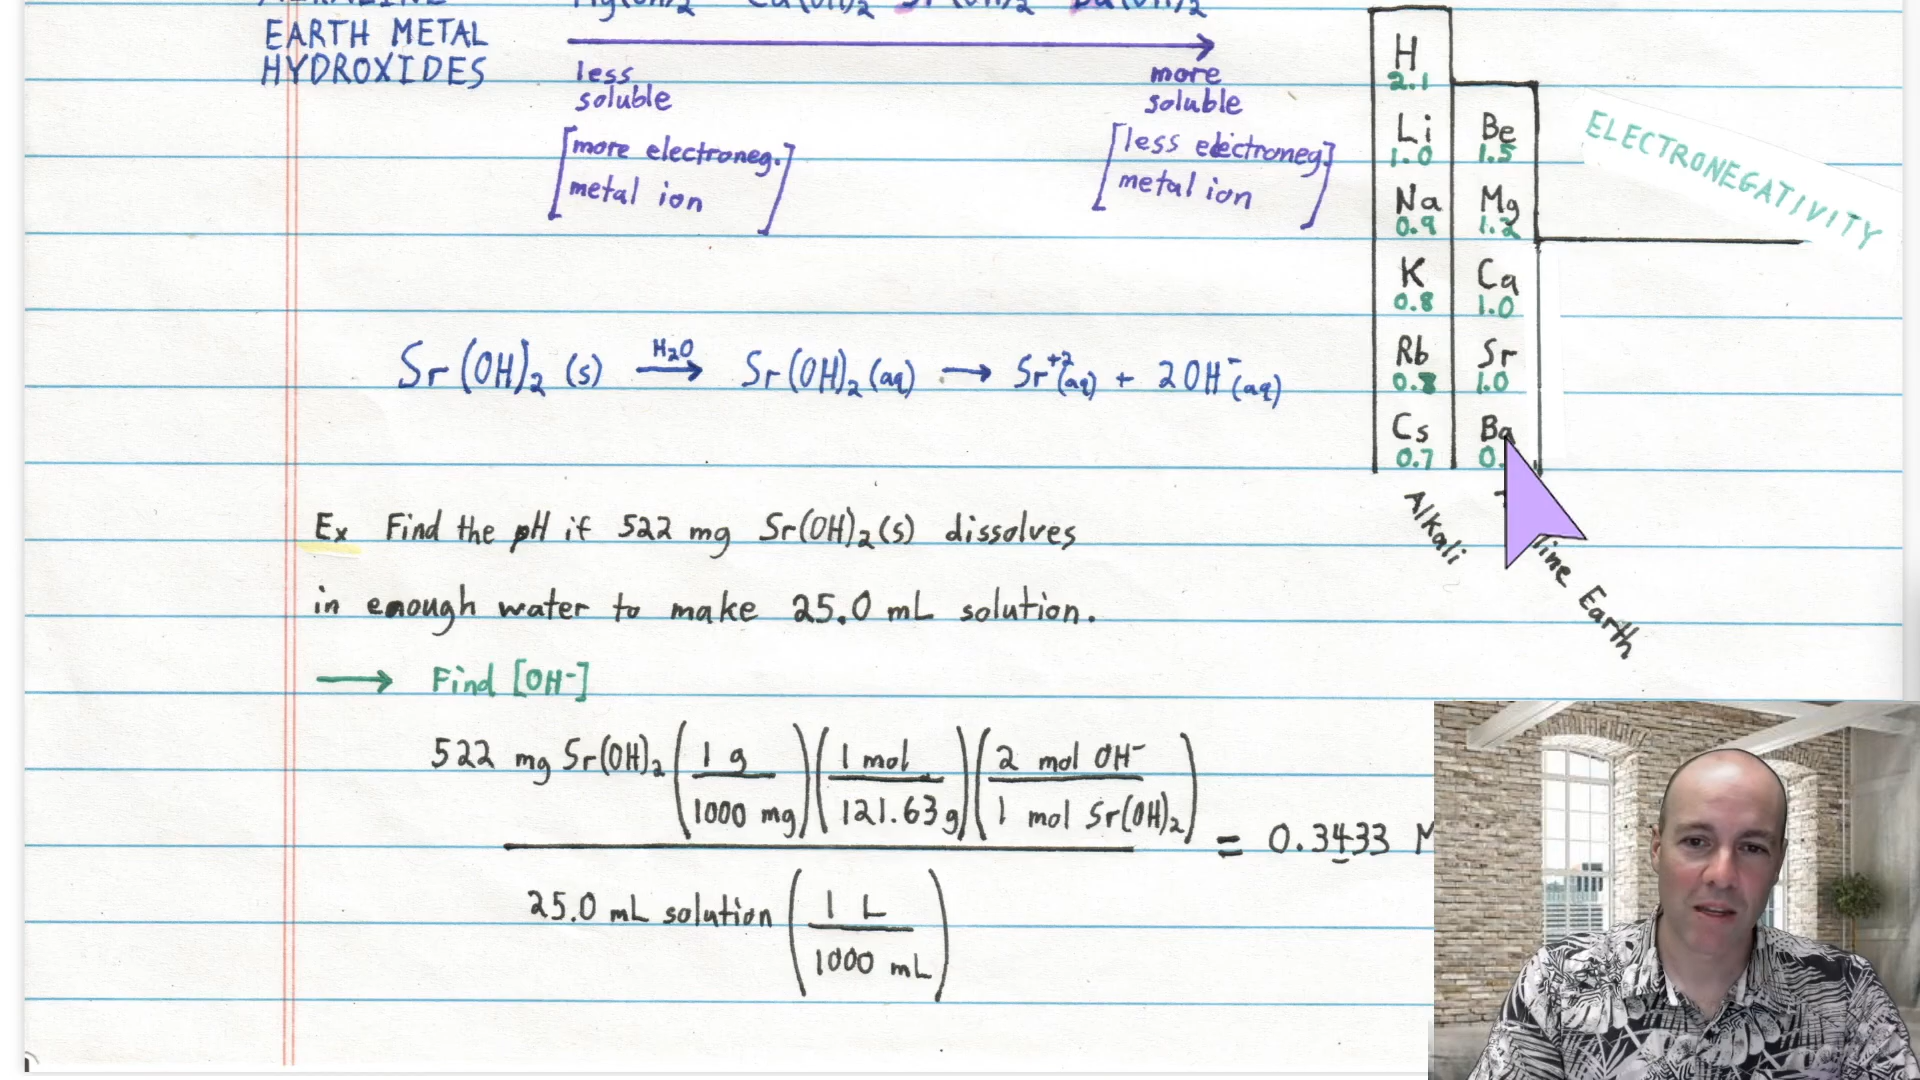 EARTH METAL
HYDROXIDES
less
soluble
more
soluble
[more electroneg.]
metal ion
[less electroneg]
metal ion
H
2.1
Li Be
1.0 1.5
Na Mg
0.9 1.2
K Ca
0.8 1.0
Rb Sr
0.8 1.0
Cs Ba
0.7 0.
Alkali
line Earth
ELECTRONEGATIVITY
Sr(OH)₂ (s) H₂O→ Sr(OH)₂(aq) → Sr⁺²(aq) + 2OH⁻(aq)
Ex Find the pH if 522 mg Sr(OH)₂(s) dissolves
in enough water to make 25.0 mL solution.
→ Find [OH⁻]
522 mg Sr(OH)₂ (1 g / 1000 mg) (1 mol / 121.63 g) (2 mol OH⁻ / 1 mol Sr(OH)₂)
= 0.3433 M
25.0 mL solution (1 L / 1000 mL)